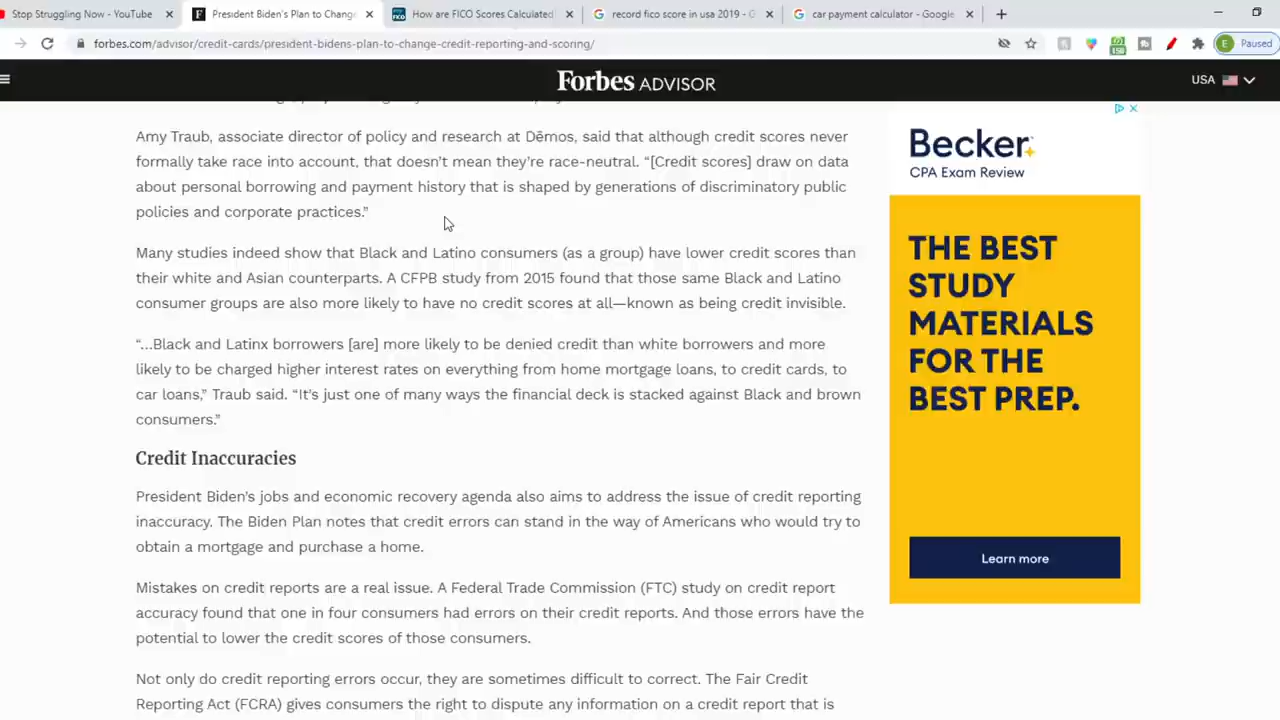 Stop Struggling Now - YouTube
President Biden's Plan to Change
How are FICO Scores Calculated
record fico score in usa 2019 - G
car payment calculator - Google
forbes.com/advisor/credit-cards/president-bidens-plan-to-change-credit-reporting-and-scoring/
Paused
Forbes ADVISOR
USA
Amy Traub, associate director of policy and research at Dēmos, said that although credit scores never
formally take race into account, that doesn't mean they're race-neutral. “[Credit scores] draw on data
about personal borrowing and payment history that is shaped by generations of discriminatory public
policies and corporate practices.”
Many studies indeed show that Black and Latino consumers (as a group) have lower credit scores than
their white and Asian counterparts. A CFPB study from 2015 found that those same Black and Latino
consumer groups are also more likely to have no credit scores at all—known as being credit invisible.
“…Black and Latinx borrowers [are] more likely to be denied credit than white borrowers and more
likely to be charged higher interest rates on everything from home mortgage loans, to credit cards, to
car loans,” Traub said. “It's just one of many ways the financial deck is stacked against Black and brown
consumers.”
Credit Inaccuracies
President Biden's jobs and economic recovery agenda also aims to address the issue of credit reporting
inaccuracy. The Biden Plan notes that credit errors can stand in the way of Americans who would try to
obtain a mortgage and purchase a home.
Mistakes on credit reports are a real issue. A Federal Trade Commission (FTC) study on credit report
accuracy found that one in four consumers had errors on their credit reports. And those errors have the
potential to lower the credit scores of those consumers.
Not only do credit reporting errors occur, they are sometimes difficult to correct. The Fair Credit
Reporting Act (FCRA) gives consumers the right to dispute any information on a credit report that is
Becker
CPA Exam Review
THE BEST
STUDY
MATERIALS
FOR THE
BEST PREP.
Learn more